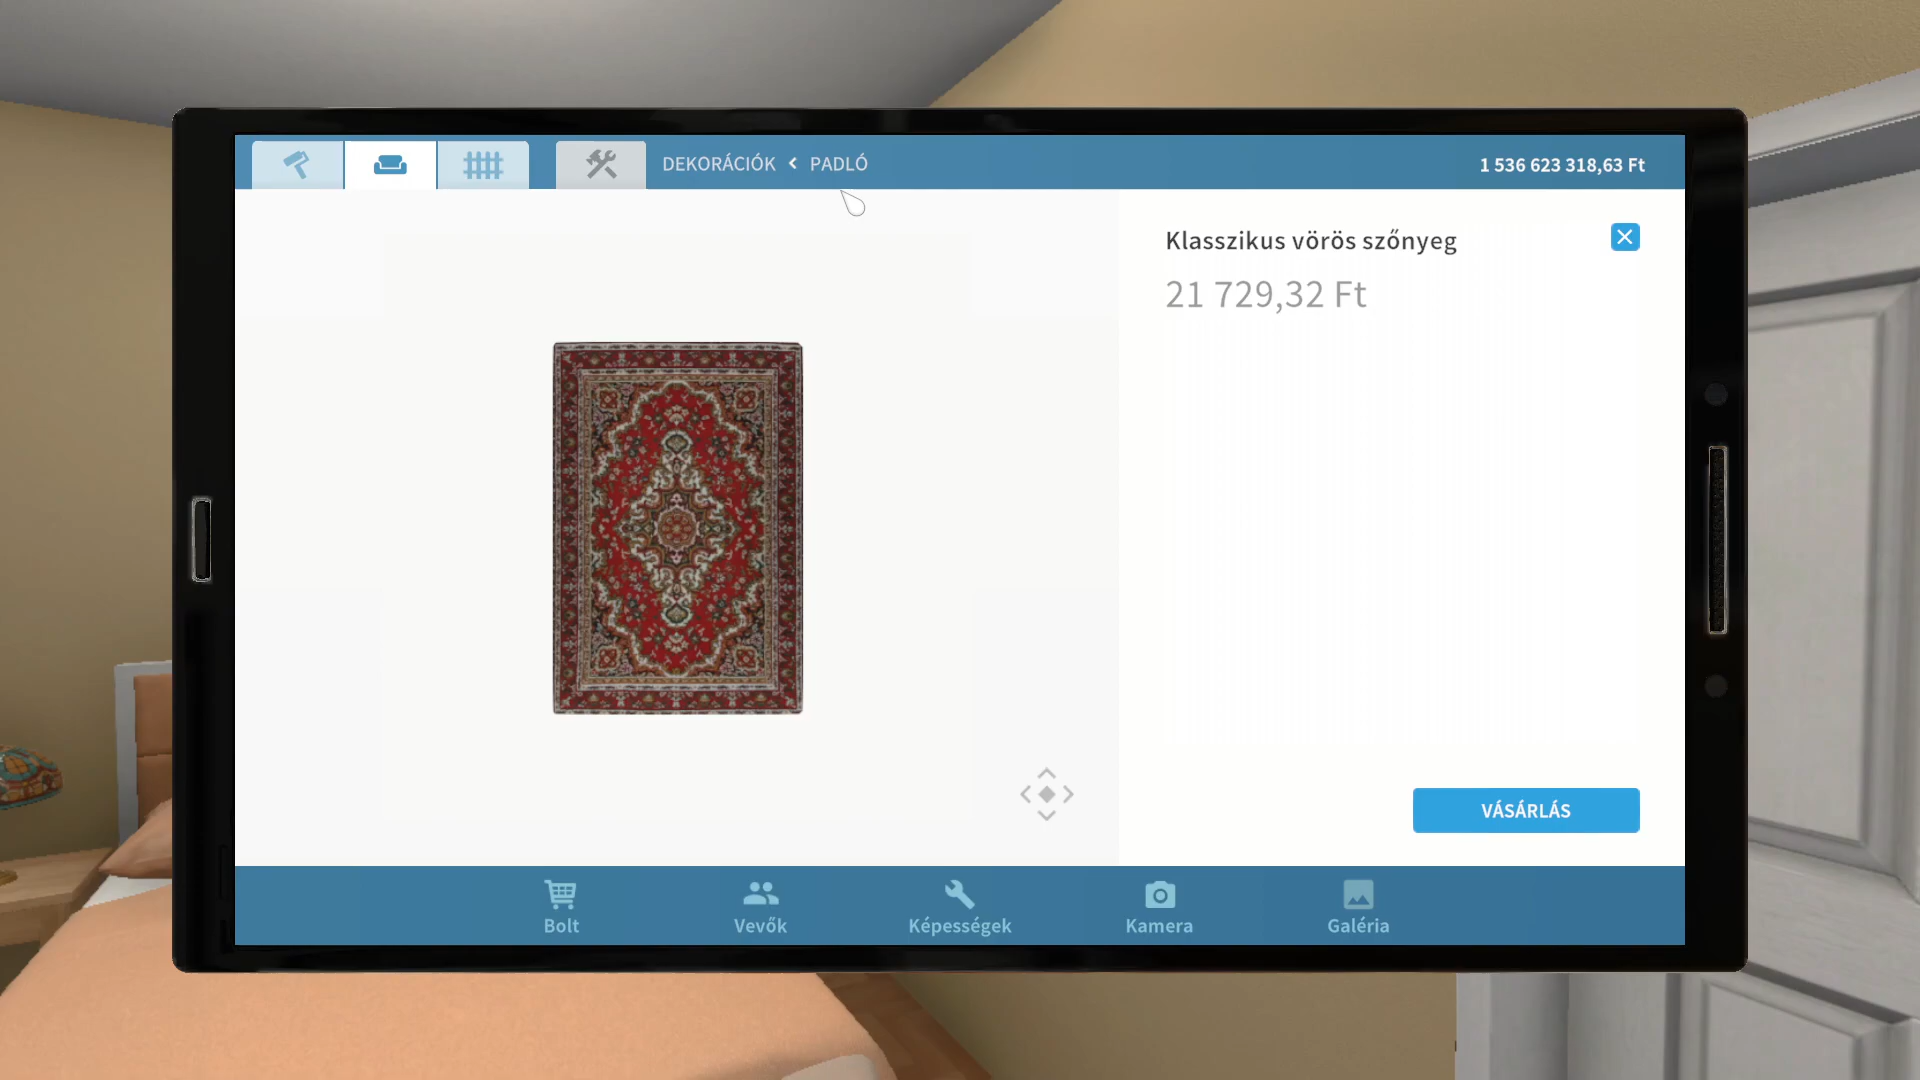 DEKORÁCIÓK < PADLÓ
1 536 623 318,63 Ft
Klasszikus vörös szőnyeg
21 729,32 Ft
VÁSÁRLÁS
Bolt
Vevők
Képességek
Kamera
Galéria